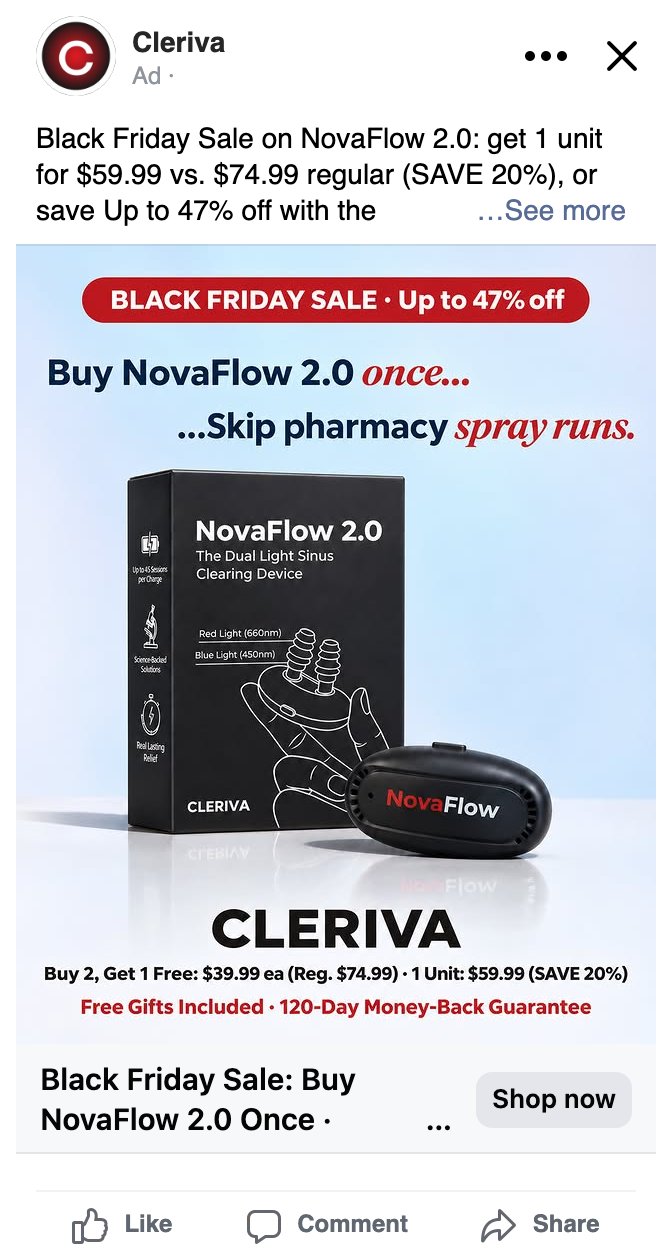 C
Cleriva
Ad ·
Black Friday Sale on NovaFlow 2.0: get 1 unit
for $59.99 vs. $74.99 regular (SAVE 20%), or
save Up to 47% off with the
...See more
BLACK FRIDAY SALE · Up to 47% off
Buy NovaFlow 2.0 once...
...Skip pharmacy spray runs.
NovaFlow 2.0
The Dual Light Sinus
Clearing Device
Up to 45 Sessions
per Charge
Red Light (660nm)
Blue Light (450nm)
Science-Backed
Solutions
Real Lasting
Relief
CLERIVA
NovaFlow
CLERIVA
Buy 2, Get 1 Free: $39.99 ea (Reg. $74.99) · 1 Unit: $59.99 (SAVE 20%)
Free Gifts Included · 120-Day Money-Back Guarantee
Black Friday Sale: Buy
NovaFlow 2.0 Once · ...
Shop now
Like
Comment
Share